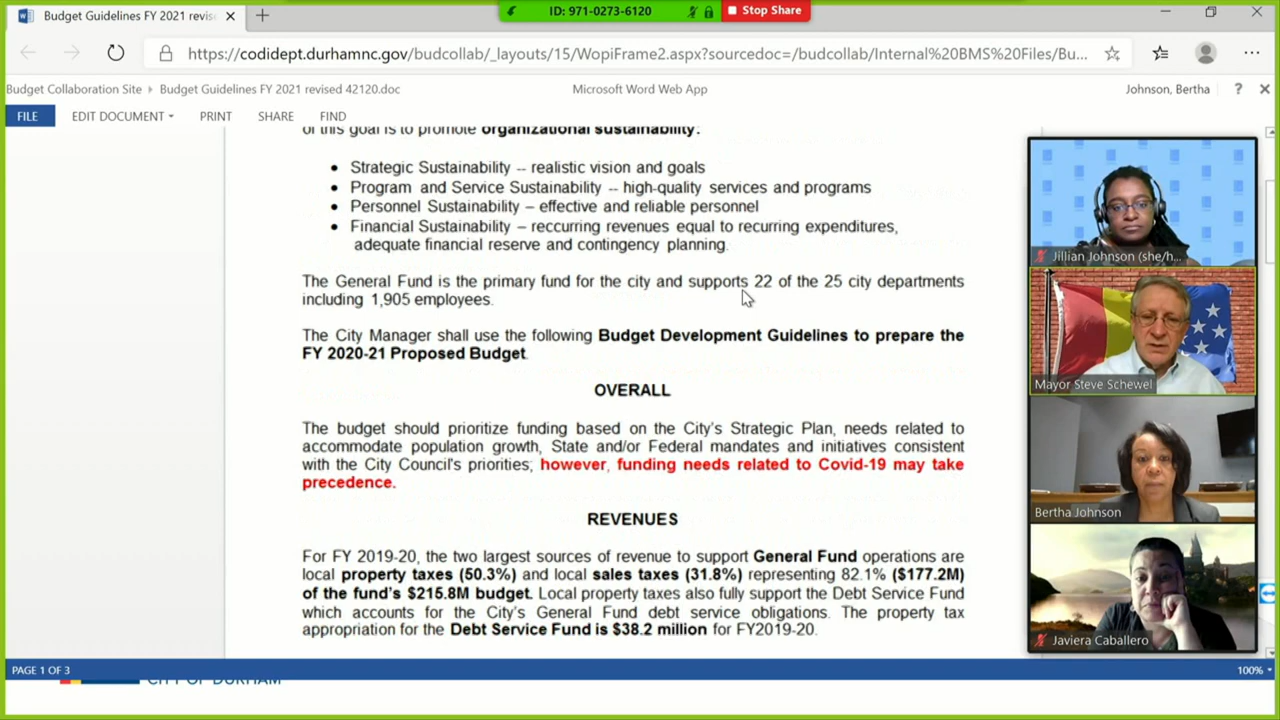 Budget Guidelines FY 2021 revise
ID: 971-0273-6120
Stop Share
https://codidept.durhamnc.gov/budcollab/_layouts/15/WopiFrame2.aspx?sourcedoc=/budcollab/Internal%20BMS%20Files/Bu...
Budget Collaboration Site
Budget Guidelines FY 2021 revised 42120.doc
Microsoft Word Web App
Johnson, Bertha
?
FILE
EDIT DOCUMENT
PRINT
SHARE
FIND
of this goal is to promote organizational sustainability:
• Strategic Sustainability -- realistic vision and goals
• Program and Service Sustainability -- high-quality services and programs
• Personnel Sustainability – effective and reliable personnel
• Financial Sustainability - reccurring revenues equal to recurring expenditures,
adequate financial reserve and contingency planning.
The General Fund is the primary fund for the city and supports 22 of the 25 city departments
including 1,905 employees.
The City Manager shall use the following Budget Development Guidelines to prepare the
FY 2020-21 Proposed Budget.
OVERALL
The budget should prioritize funding based on the City's Strategic Plan, needs related to
accommodate population growth, State and/or Federal mandates and initiatives consistent
with the City Council's priorities; however, funding needs related to Covid-19 may take
precedence.
REVENUES
For FY 2019-20, the two largest sources of revenue to support General Fund operations are
local property taxes (50.3%) and local sales taxes (31.8%) representing 82.1% ($177.2M)
of the fund's $215.8M budget. Local property taxes also fully support the Debt Service Fund
which accounts for the City's General Fund debt service obligations. The property tax
appropriation for the Debt Service Fund is $38.2 million for FY2019-20.
Jillian Johnson (she/h...
Mayor Steve Schewel
Bertha Johnson
Javiera Caballero
PAGE 1 OF 3
100%
CITY OF DURHAM